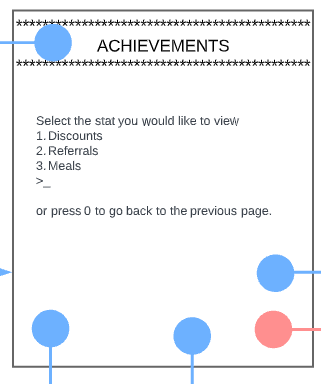 *********************************************
ACHIEVEMENTS
*********************************************
Select the stat you would like to view
1. Discounts
2. Referrals
3. Meals
>_
or press 0 to go back to the previous page.